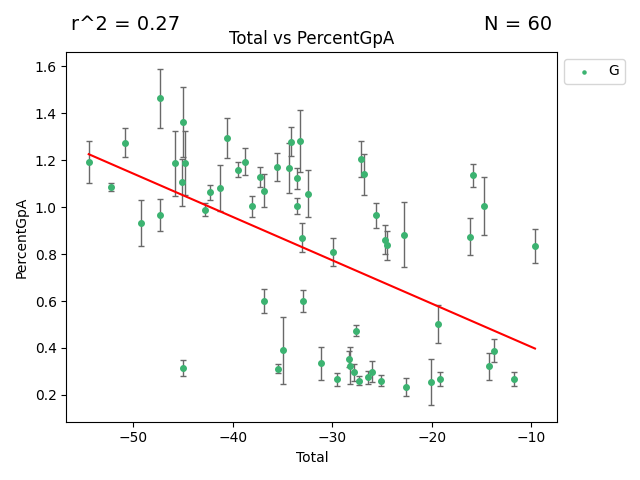 r^2 = 0.27
N = 60
Total vs PercentGpA
G
PercentGpA
1.6
1.4
1.2
1.0
0.8
0.6
0.4
0.2
−50
−40
−30
−20
−10
Total